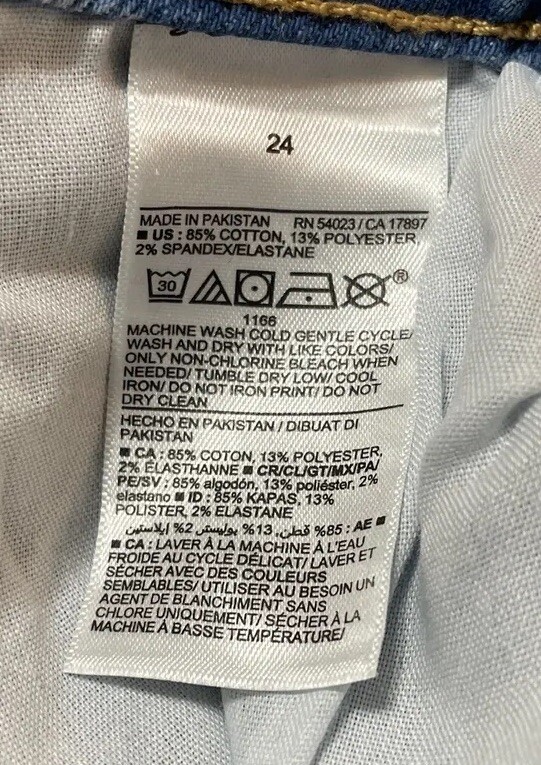 24
MADE IN PAKISTAN RN 54023 / CA 17897
■ US : 85% COTTON, 13% POLYESTER,
2% SPANDEX/ELASTANE
30 ®
1166
MACHINE WASH COLD GENTLE CYCLE/
WASH AND DRY WITH LIKE COLORS/
ONLY NON-CHLORINE BLEACH WHEN
NEEDED/ TUMBLE DRY LOW/ COOL
IRON/ DO NOT IRON PRINT/ DO NOT
DRY CLEAN
HECHO EN PAKISTAN / DIBUAT DI
PAKISTAN
■ CA : 85% COTON, 13% POLYESTER,
2% ÉLASTHANNE ■ CR/CL/GT/MX/PA/
PE/SV : 85% algodón, 13% poliéster, 2%
elastano ■ ID : 85% KAPAS, 13%
POLISTER, 2% ELASTANE
■ AE : 85% قطن, 13% بوليستر, 2% إيلاستين
■ CA : LAVER À LA MACHINE À L'EAU
FROIDE AU CYCLE DÉLICAT/ LAVER ET
SÉCHER AVEC DES COULEURS
SEMBLABLES/ UTILISER AU BESOIN UN
AGENT DE BLANCHIMENT SANS
CHLORE UNIQUEMENT/ SÉCHER À LA
MACHINE À BASSE TEMPÉRATURE/